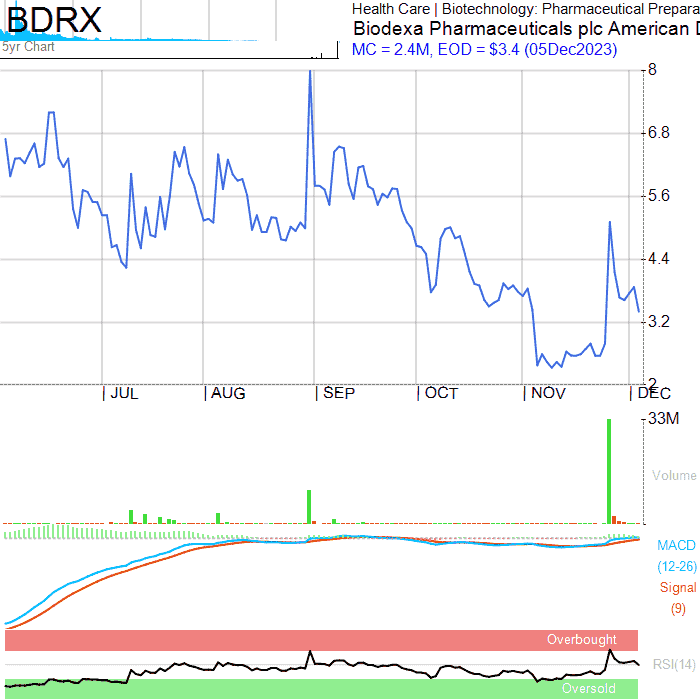 BDRX
Health Care | Biotechnology: Pharmaceutical Prepara
Biodexa Pharmaceuticals plc American
5yr Chart
MC = 2.4M, EOD = $3.4 (05Dec2023)
8
6.8
5.6
4.4
3.2
2
| JUL | AUG | SEP | OCT | NOV | DEC
33M
Volume
MACD
(12-26)
Signal
(9)
Overbought
RSI(14)
Oversold